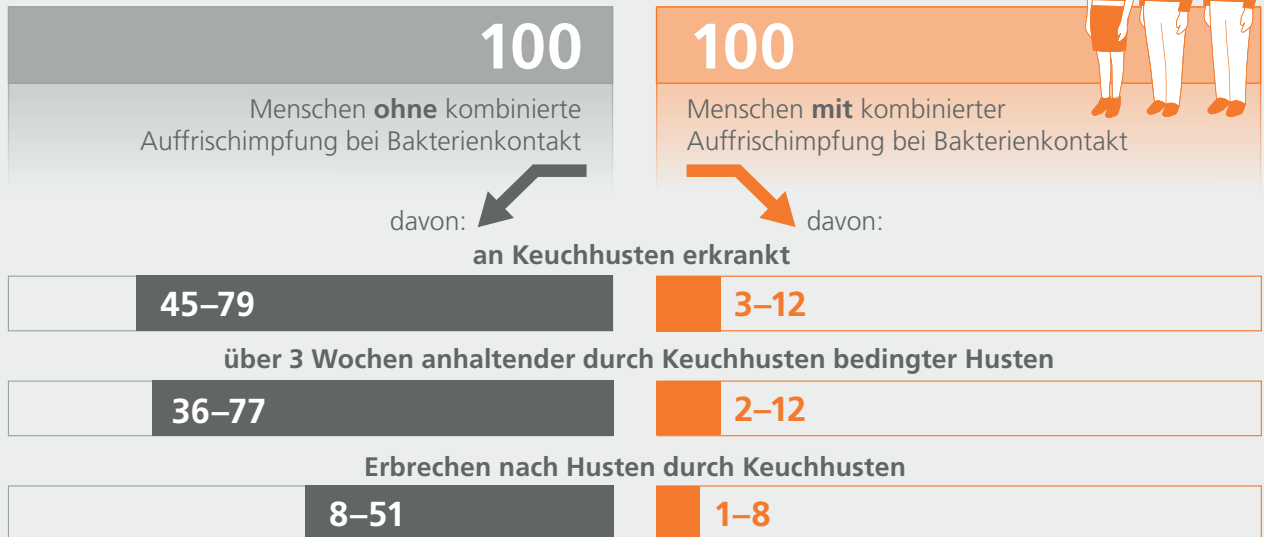 100
Menschen ohne kombinierte
Auffrischimpfung bei Bakterienkontakt
100
Menschen mit kombinierter
Auffrischimpfung bei Bakterienkontakt
davon:
davon:
an Keuchhusten erkrankt
45–79
3–12
über 3 Wochen anhaltender durch Keuchhusten bedingter Husten
36–77
2–12
Erbrechen nach Husten durch Keuchhusten
8–51
1–8